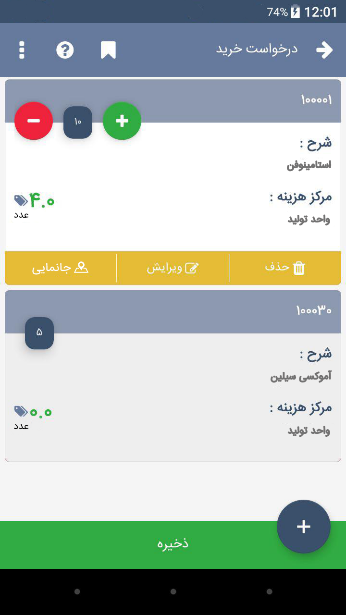 74% 12:01
درخواست خرید
۱۰۰۰۰۱
۱۰
شرح :
استامینوفن
مرکز هزینه :
۴.۰
واحد تولید
عدد
حذف
ویرایش
جانمایی
۱۰۰۰۳۰
۵
شرح :
آموکسی سیلین
مرکز هزینه :
۰.۰
واحد تولید
عدد
ذخیره